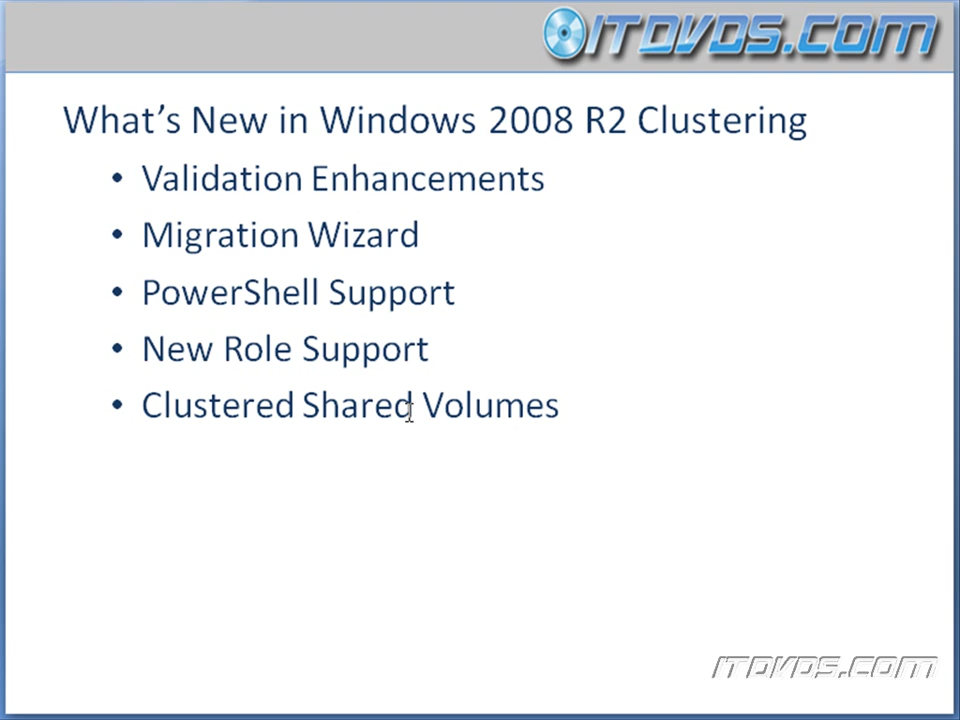 ITDVDS.COM
What's New in Windows 2008 R2 Clustering
• Validation Enhancements
• Migration Wizard
• PowerShell Support
• New Role Support
• Clustered Shared Volumes
ITDVDS.COM